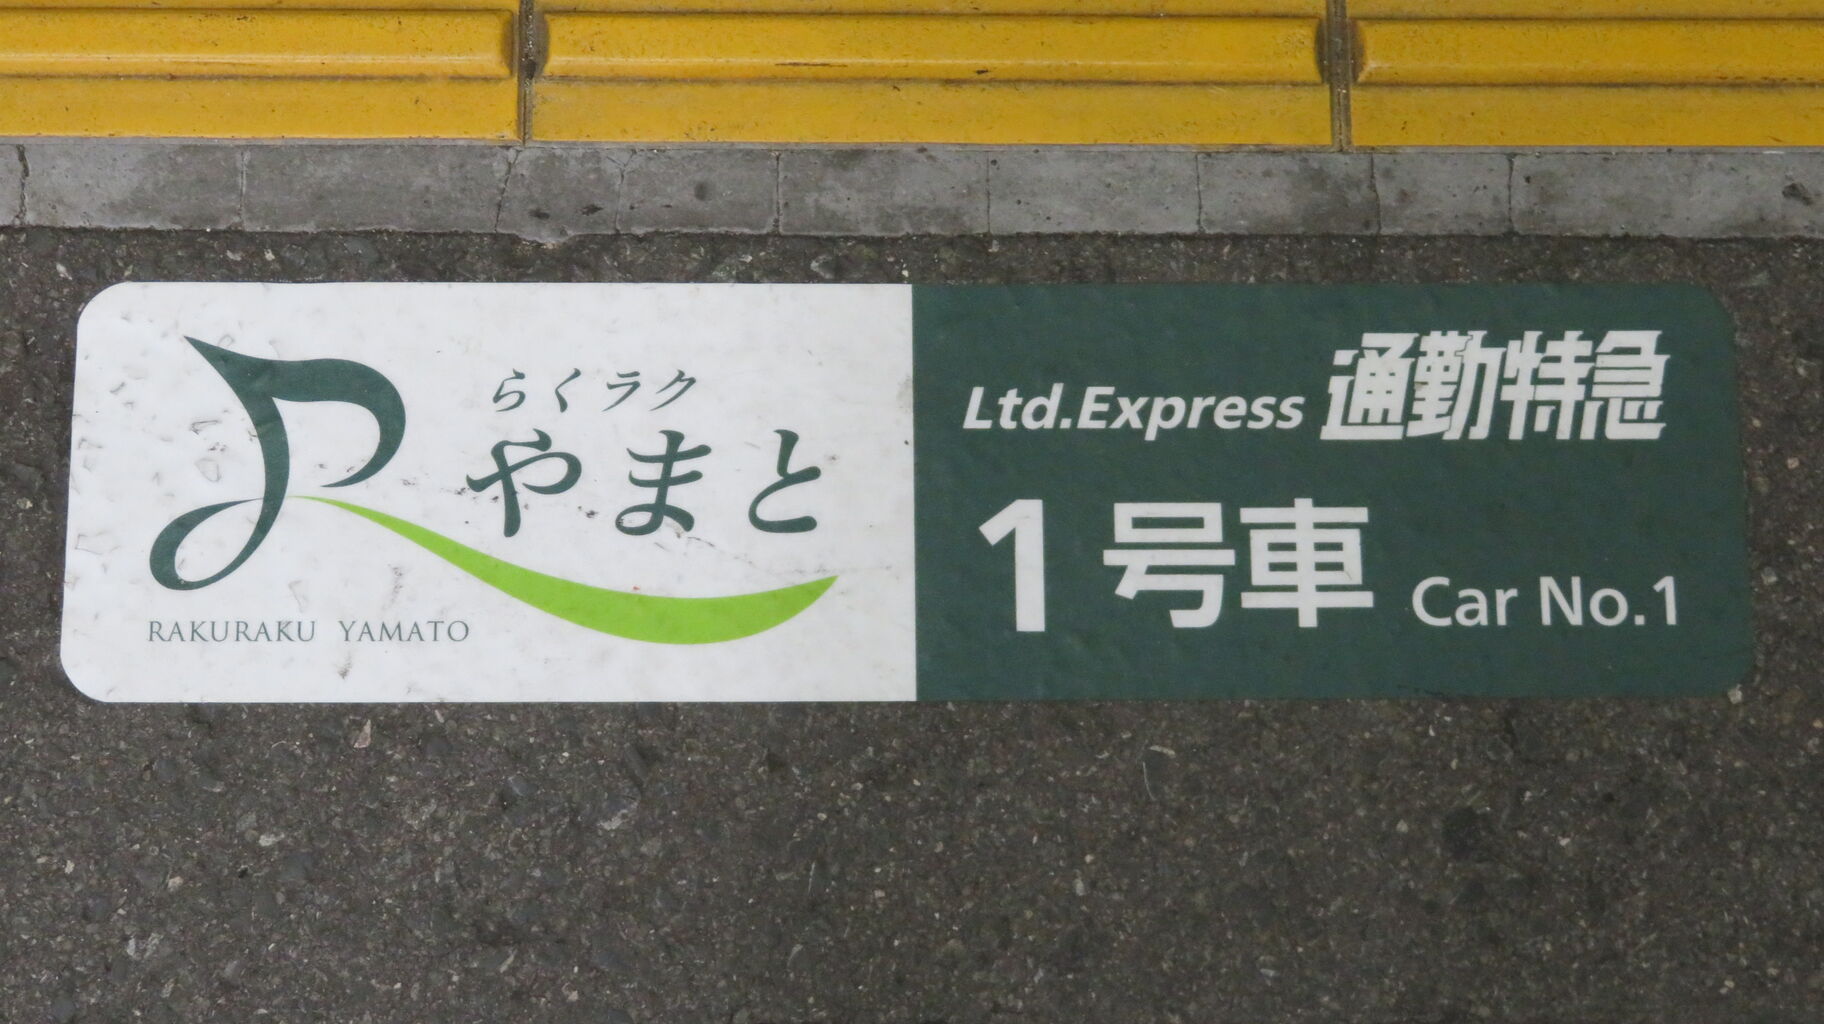 らくラク
やまと
RAKURAKU YAMATO
Ltd.Express 通勤特急
1号車 Car No.1